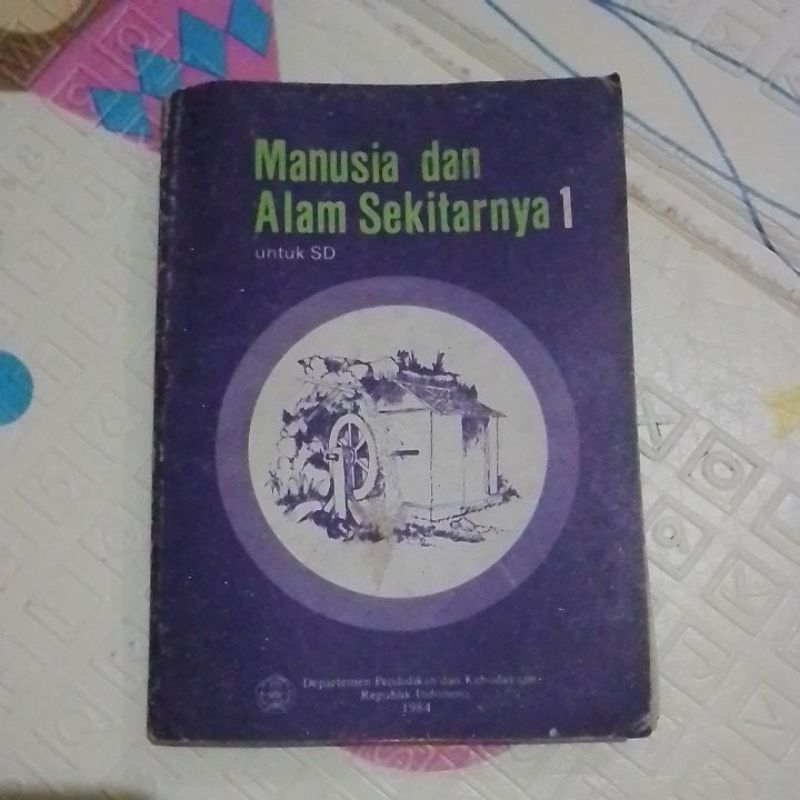 Manusia dan
Alam Sekitarnya 1
untuk SD
Departemen Pendidikan dan Kebudayaan
Republik Indonesia
1984